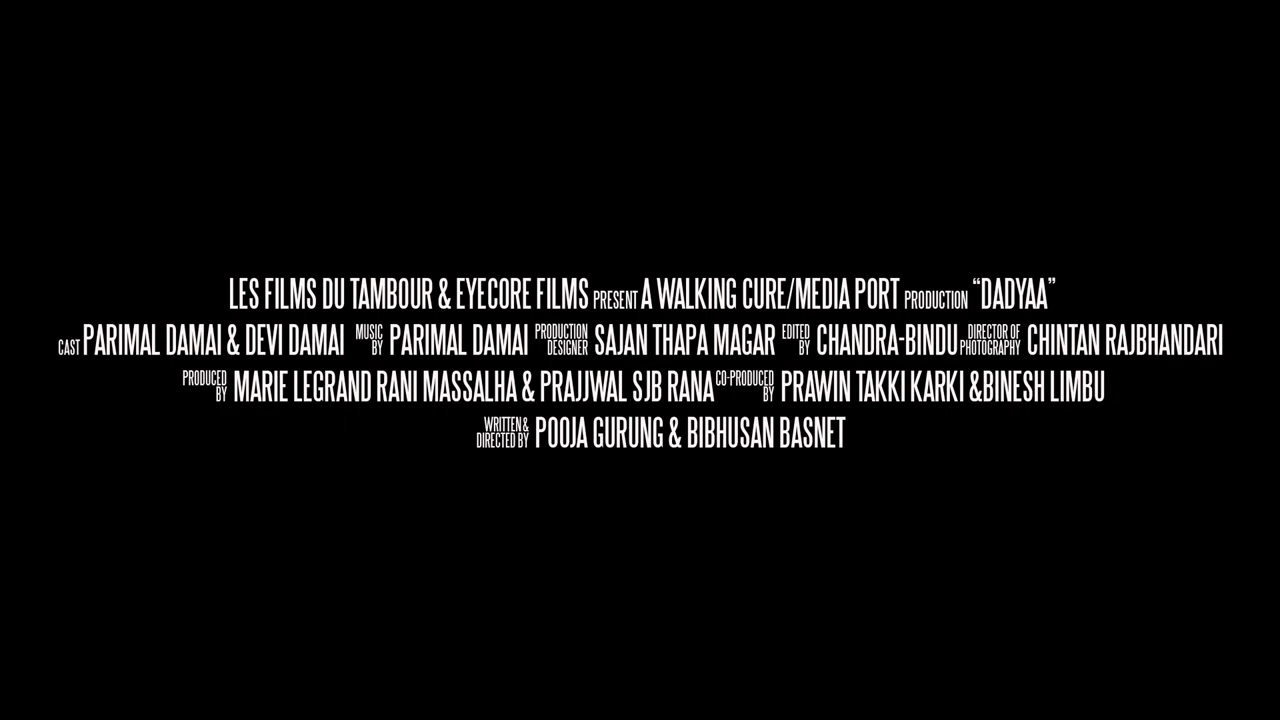 LES FILMS DU TAMBOUR & EYECORE FILMS PRESENT A WALKING CURE/MEDIA PORT PRODUCTION “DADYAA”
CAST PARIMAL DAMAI & DEVI DAMAI MUSIC BY PARIMAL DAMAI PRODUCTION DESIGNER SAJAN THAPA MAGAR EDITED BY CHANDRA-BINDU DIRECTOR OF PHOTOGRAPHY CHINTAN RAJBHANDARI
PRODUCED BY MARIE LEGRAND RANI MASSALHA & PRAJJWAL SJB RANA CO-PRODUCED BY PRAWIN TAKKI KARKI &BINESH LIMBU
WRITTEN & DIRECTED BY POOJA GURUNG & BIBHUSAN BASNET